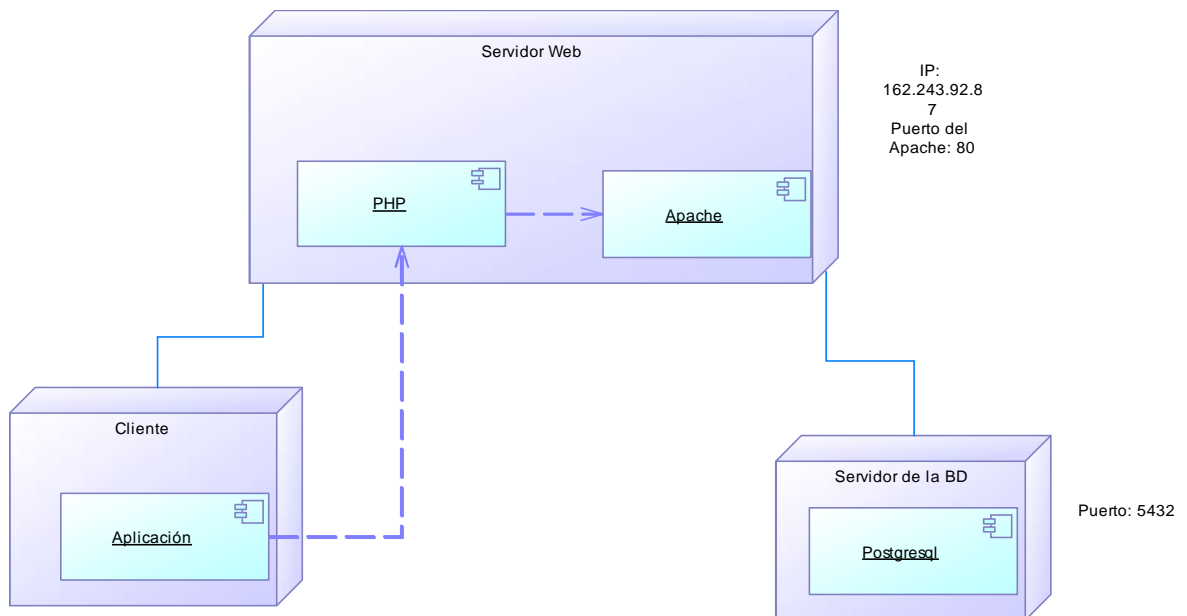 Servidor Web
IP:
162.243.92.8
7
Puerto del
Apache: 80
PHP
Apache
Cliente
Aplicación
Servidor de la BD
Postgresql
Puerto: 5432